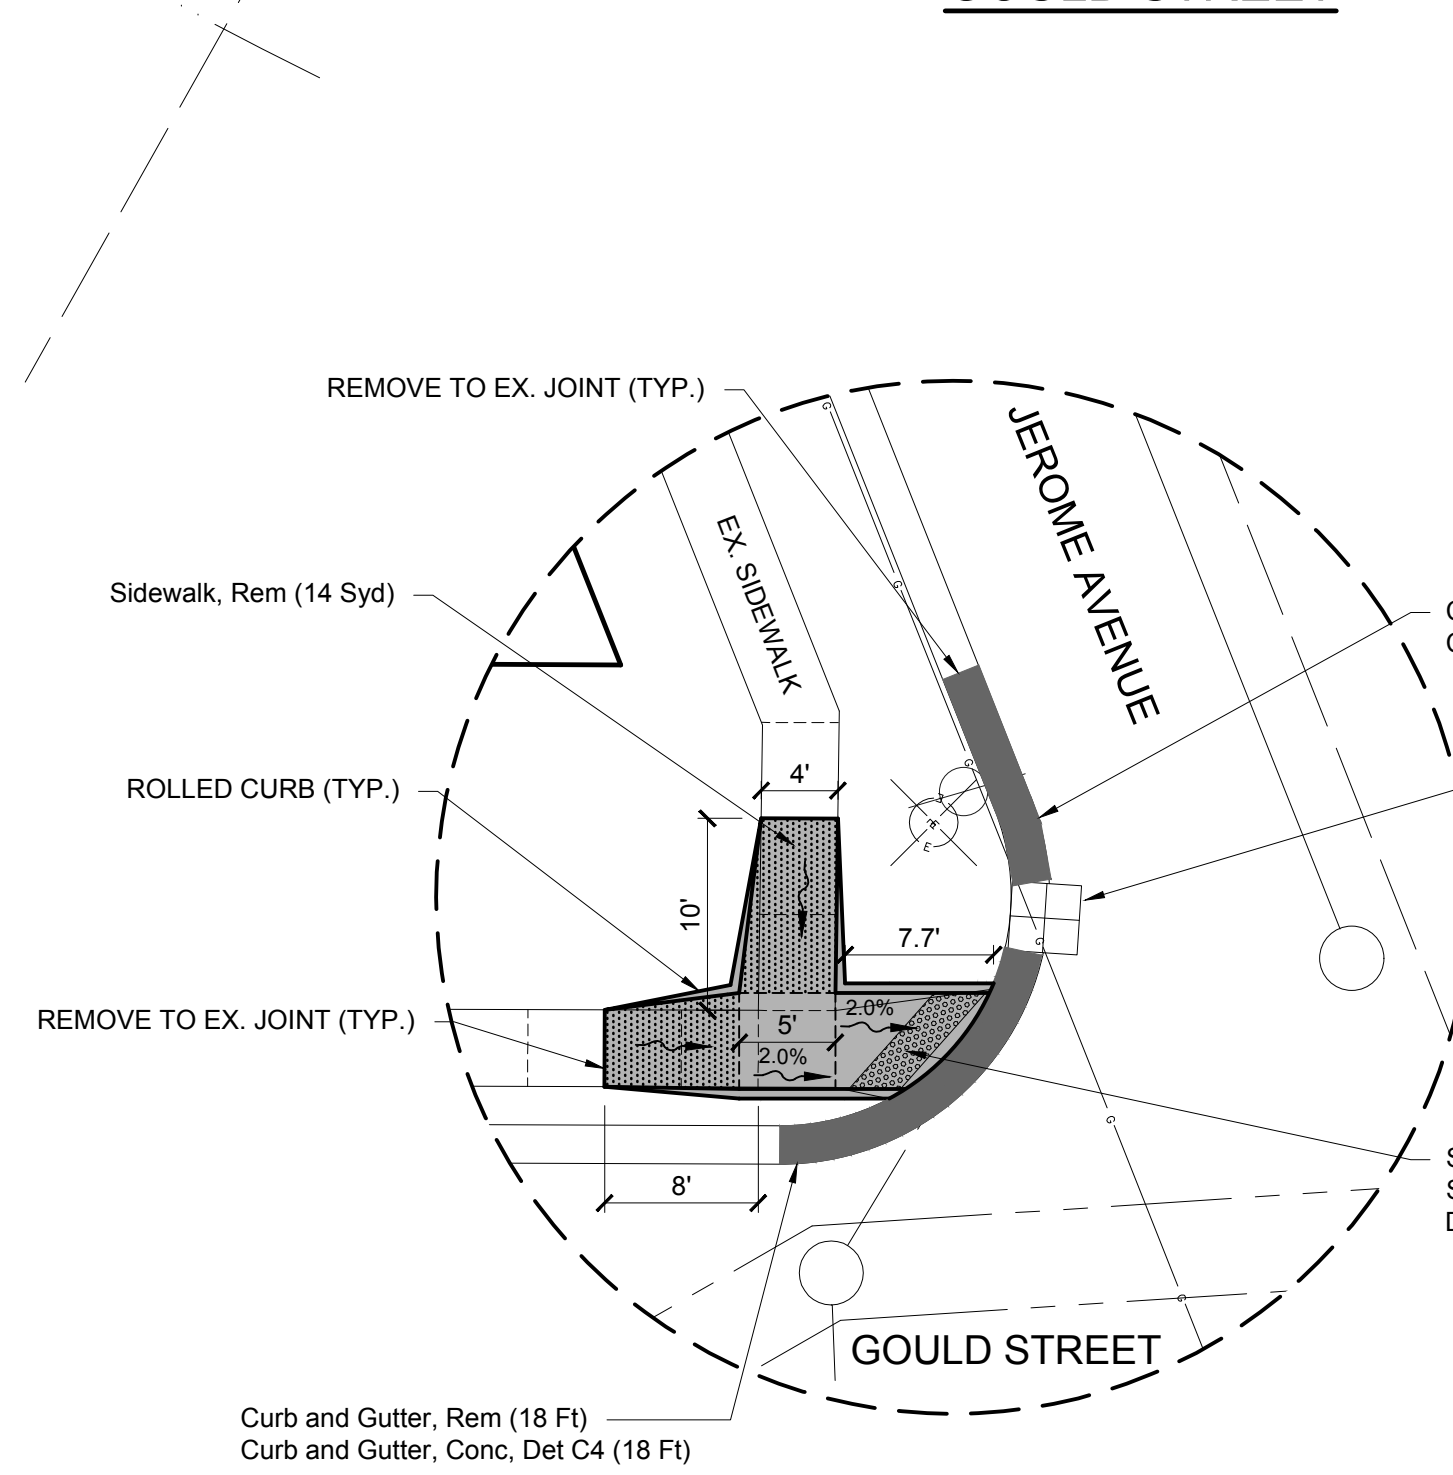 GOULD STREET
REMOVE TO EX. JOINT (TYP.)
JEROME AVENUE
G
EX. SIDEWALK
G
Sidewalk, Rem (14 Syd)
G
4'
ROLLED CURB (TYP.)
E
10'
7.7'
G
2.0%
REMOVE TO EX. JOINT (TYP.)
5'
2.0%
G
8'
G
GOULD STREET
Curb and Gutter, Rem (18 Ft)
Curb and Gutter, Conc, Det C4 (18 Ft)